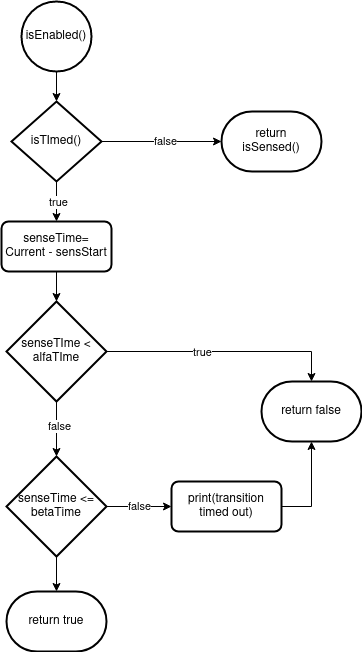 isEnabled()
isTImed()
false
return
isSensed()
true
senseTime=
Current - sensStart
senseTIme <
alfaTIme
true
return false
false
senseTime <=
betaTime
false
print(transition
timed out)
return true